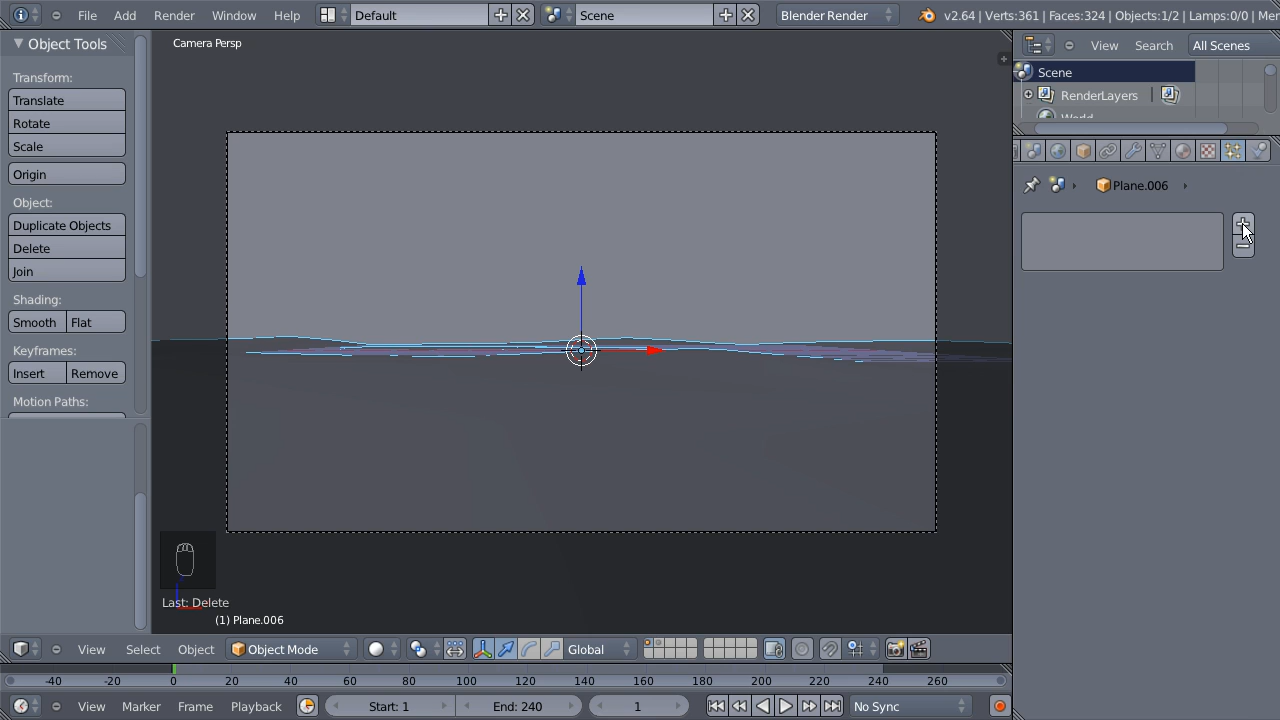 File Add Render Window Help Default Scene Blender Render v2.64 | Verts:361 | Faces:324 | Objects:1/2 | Lamps:0/0 | Mer
Object Tools
Transform:
Translate
Rotate
Scale
Origin
Object:
Duplicate Objects
Delete
Join
Shading:
Smooth Flat
Keyframes:
Insert Remove
Motion Paths:
Camera Persp
Last: Delete
(1) Plane.006
View Search All Scenes
Scene
RenderLayers
World
Plane.006
View Select Object Object Mode Global
-40 -20 0 20 40 60 80 100 120 140 160 180 200 220 240 260
View Marker Frame Playback Start: 1 End: 240 1 No Sync